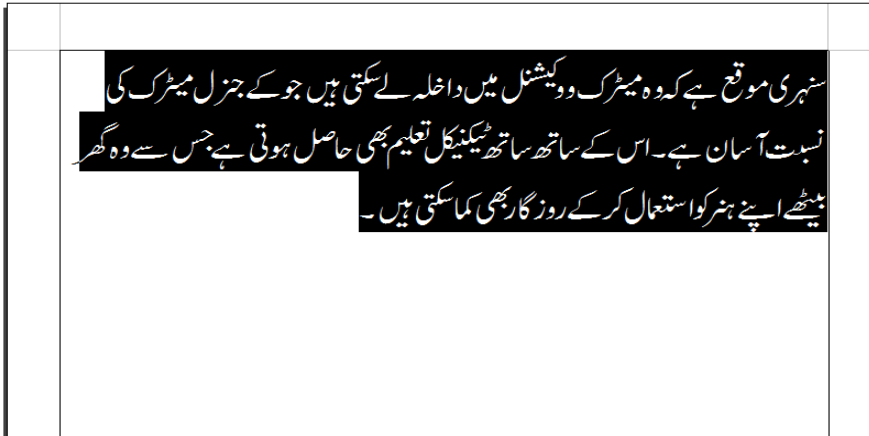 سنہری موقع ہے کہ وہ میٹرک ووکیشنل میں داخلہ لے سکتی ہیں جو کے جنرل میٹرک کی
نسبت آسان ہے۔ اس کے ساتھ ساتھ ٹیکنیکل تعلیم بھی حاصل ہوتی ہے جس سے وہ گھر
بیٹھے اپنے ہنر کو استعمال کر کے روزگار بھی کما سکتی ہیں ۔